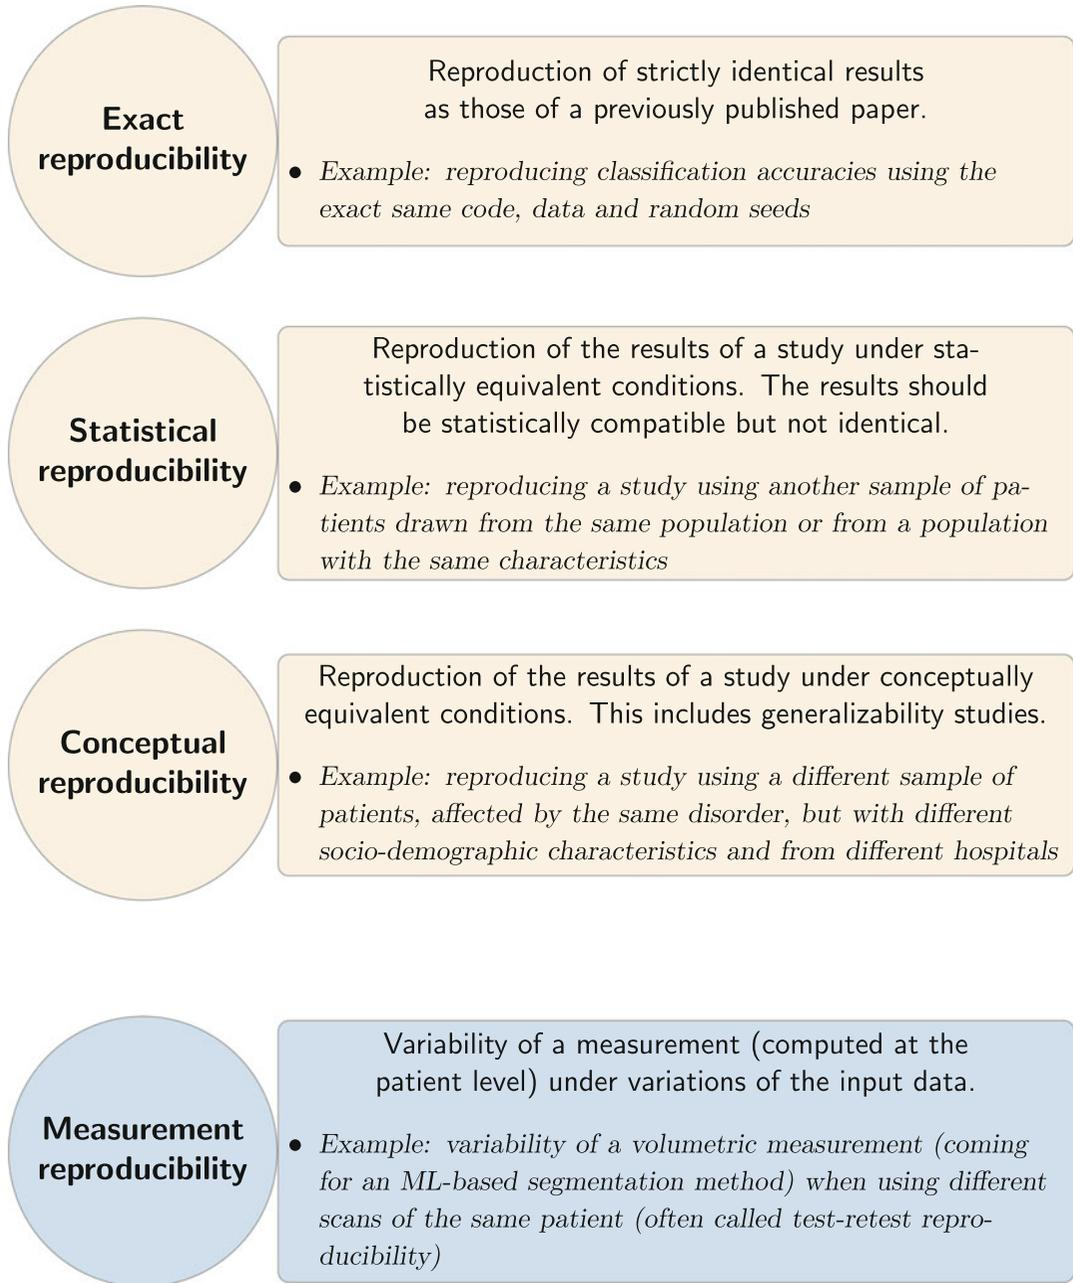 Exact
reproducibility
Reproduction of strictly identical results
as those of a previously published paper.
• Example: reproducing classification accuracies using the
exact same code, data and random seeds
Statistical
reproducibility
Reproduction of the results of a study under sta-
tistically equivalent conditions. The results should
be statistically compatible but not identical.
• Example: reproducing a study using another sample of pa-
tients drawn from the same population or from a population
with the same characteristics
Conceptual
reproducibility
Reproduction of the results of a study under conceptually
equivalent conditions. This includes generalizability studies.
• Example: reproducing a study using a different sample of
patients, affected by the same disorder, but with different
socio-demographic characteristics and from different hospitals
Measurement
reproducibility
Variability of a measurement (computed at the
patient level) under variations of the input data.
• Example: variability of a volumetric measurement (coming
for an ML-based segmentation method) when using different
scans of the same patient (often called test-retest repro-
ducibility)